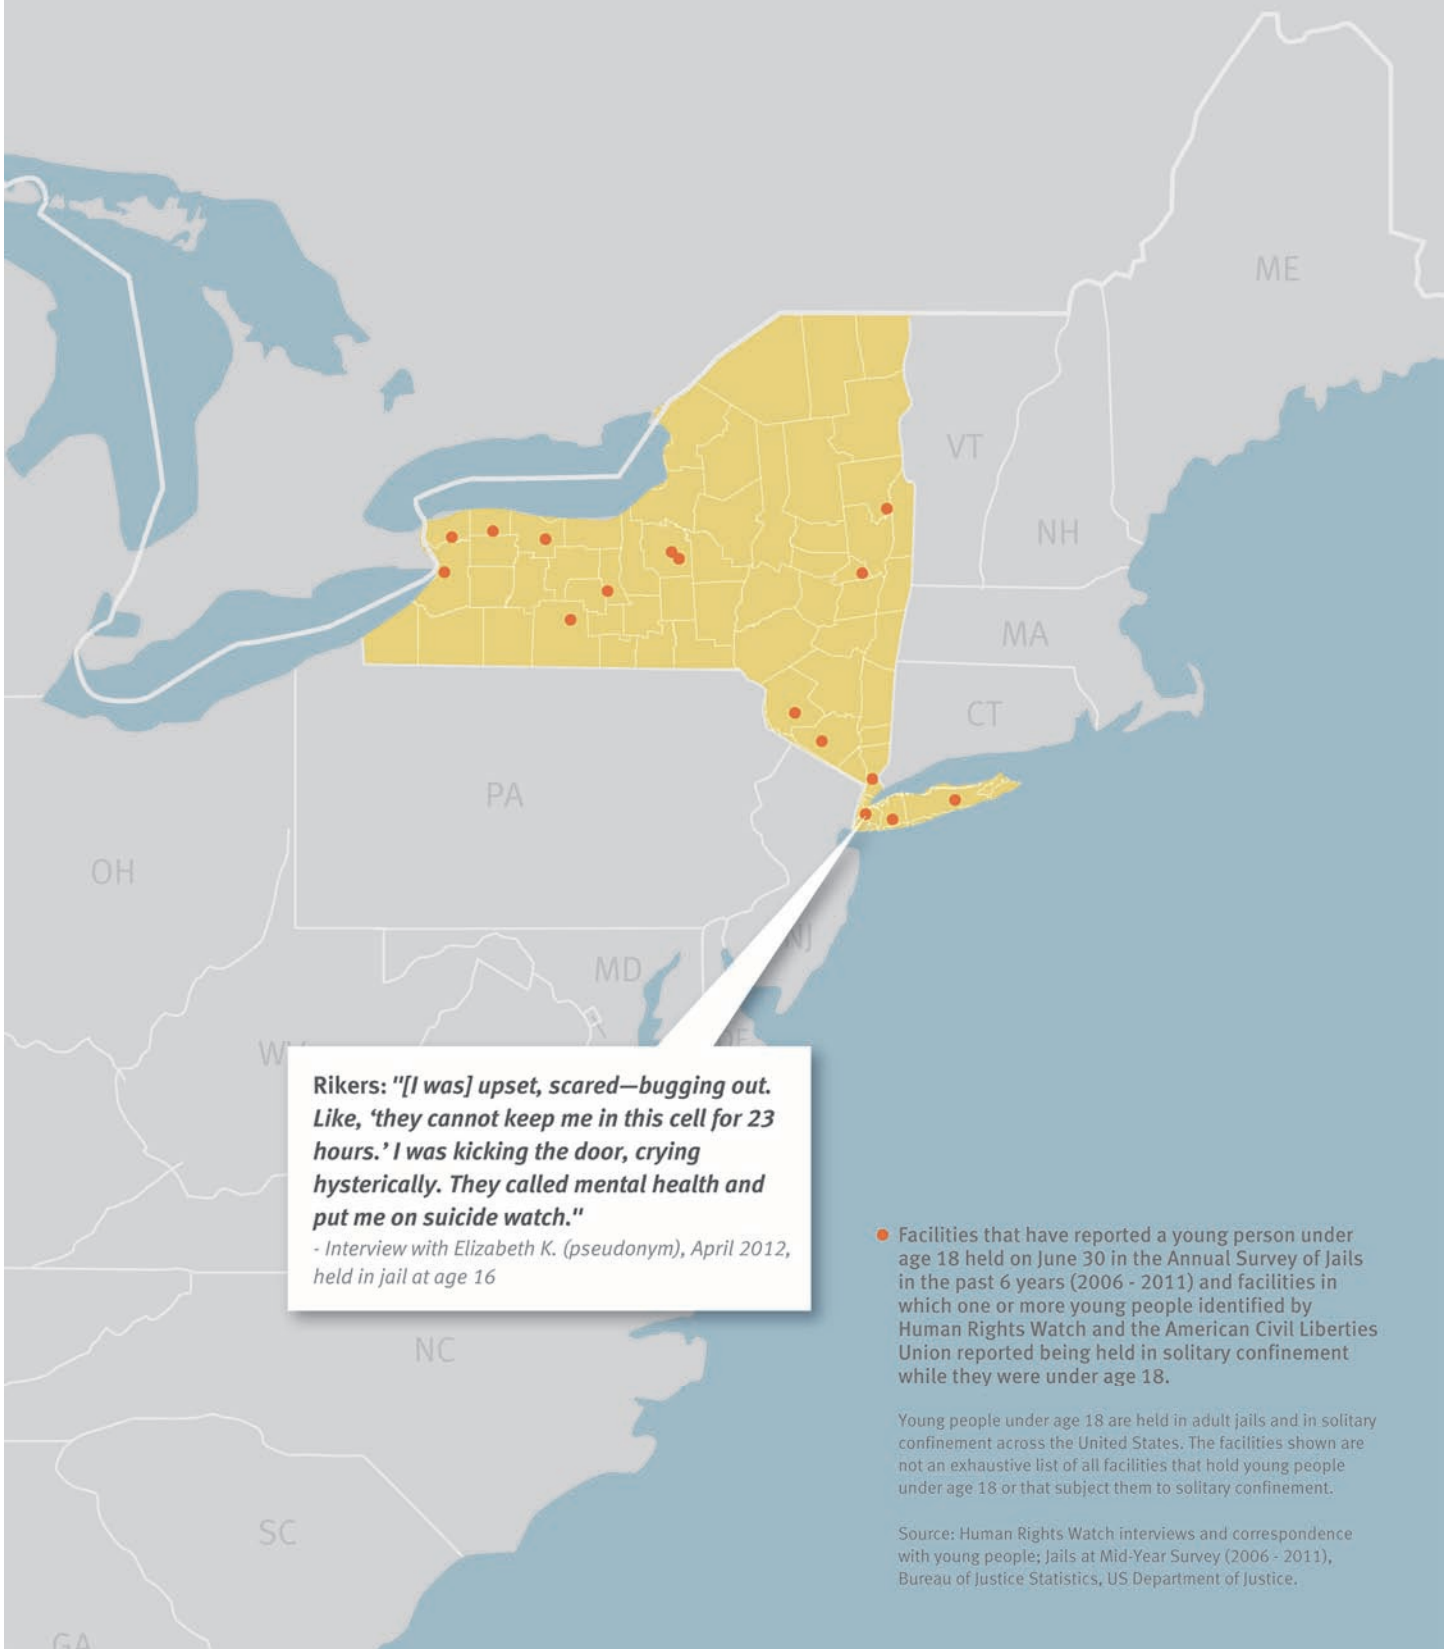 ME
VT
NH
MA
CT
PA
OH
NJ
MD
DE
WV
Rikers: "[I was] upset, scared—bugging out.
Like, ‘they cannot keep me in this cell for 23
hours.’ I was kicking the door, crying
hysterically. They called mental health and
put me on suicide watch."
- Interview with Elizabeth K. (pseudonym), April 2012,
held in jail at age 16
Facilities that have reported a young person under
age 18 held on June 30 in the Annual Survey of Jails
in the past 6 years (2006 - 2011) and facilities in
which one or more young people identified by
Human Rights Watch and the American Civil Liberties
Union reported being held in solitary confinement
while they were under age 18.
NC
Young people under age 18 are held in adult jails and in solitary
confinement across the United States. The facilities shown are
not an exhaustive list of all facilities that hold young people
under age 18 or that subject them to solitary confinement.
SC
Source: Human Rights Watch interviews and correspondence
with young people; Jails at Mid-Year Survey (2006 - 2011),
Bureau of Justice Statistics, US Department of Justice.
GA